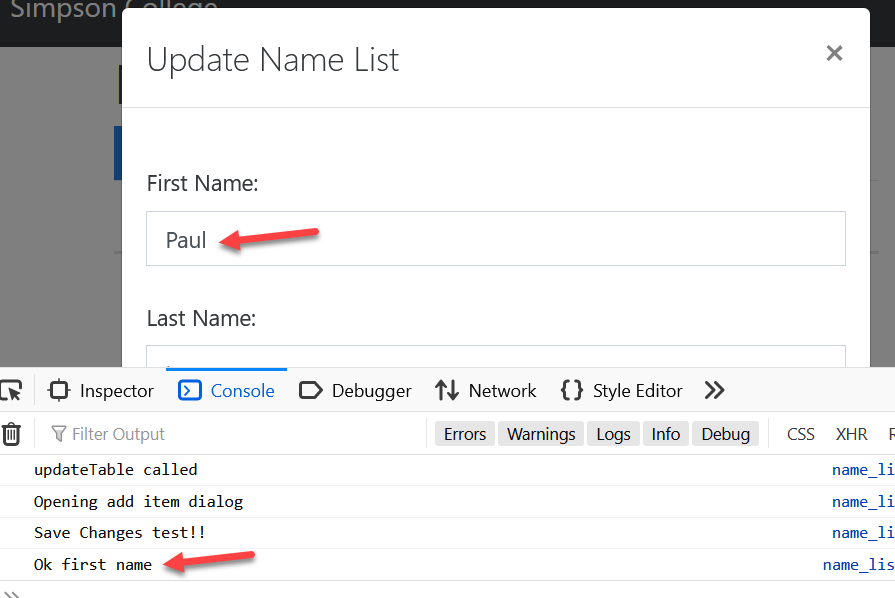 Simpson College
Update Name List
×
First Name:
Paul
Last Name:
Inspector Console Debugger Network Style Editor
Filter Output Errors Warnings Logs Info Debug CSS XHR
updateTable called name_li
Opening add item dialog name_li
Save Changes test!! name_li
Ok first name name_lis